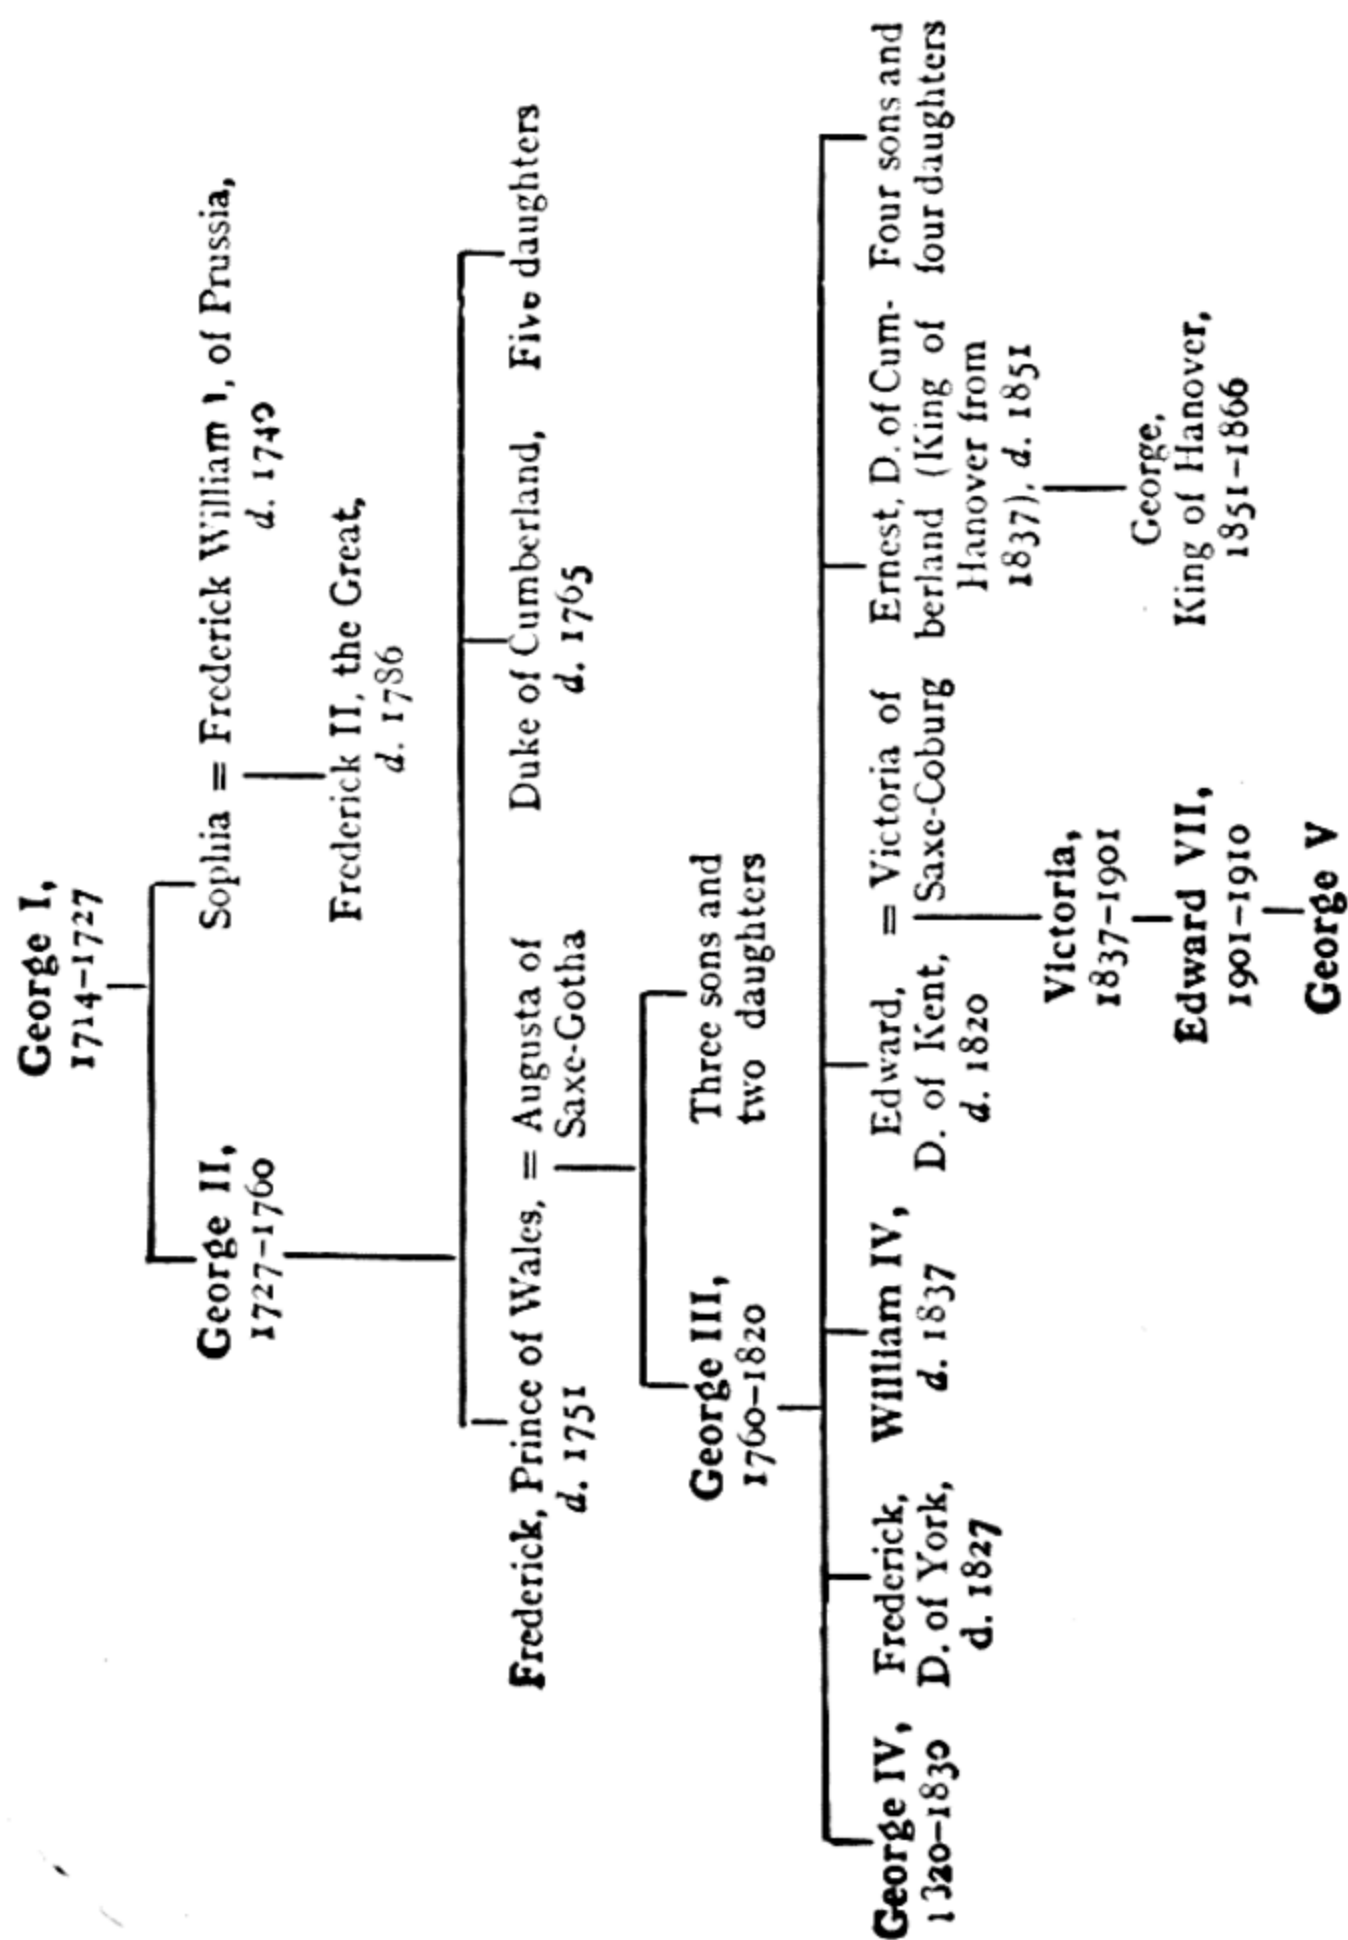 George I,
1714–1727
George II,
1727–1760
Sophia = Frederick William I, of Prussia,
d. 1740
Frederick II, the Great,
d. 1786
Frederick, Prince of Wales, = Augusta of
d. 1751
Saxe-Gotha
Duke of Cumberland,
d. 1765
Five daughters
George III,
1760–1820
Three sons and
two daughters
George IV,
1820–1830
Frederick,
D. of York,
d. 1827
William IV,
d. 1837
Edward,
D. of Kent,
d. 1820
= Victoria of
Saxe-Coburg
Ernest, D. of Cum-
berland (King of
Hanover from
1837), d. 1851
Four sons and
four daughters
Victoria,
1837–1901
George,
King of Hanover,
1851–1866
Edward VII,
1901–1910
George V